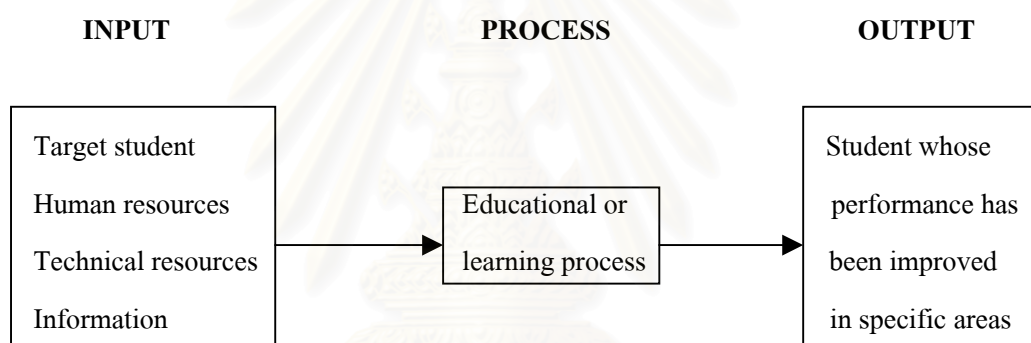 INPUT PROCESS OUTPUT
Target student
Human resources
Technical resources
Information
Educational or
learning process
Student whose
performance has
been improved
in specific areas